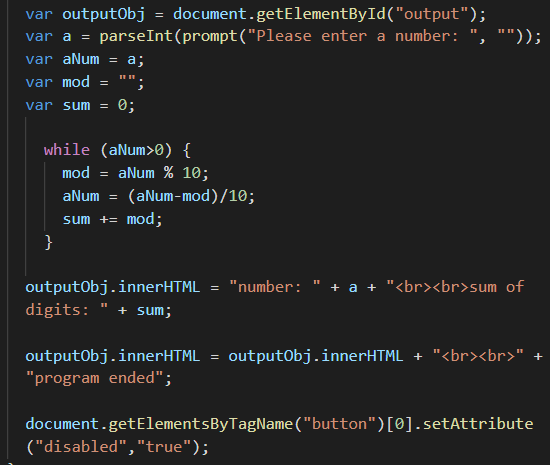 var outputObj = document.getElementById("output");
var a = parseInt(prompt("Please enter a number: ", ""));
var aNum = a;
var mod = "";
var sum = 0;
while (aNum>0) {
mod = aNum % 10;
aNum = (aNum-mod)/10;
sum += mod;
}
outputObj.innerHTML = "number: " + a + "<br><br>sum of
digits: " + sum;
outputObj.innerHTML = outputObj.innerHTML + "<br><br>" +
"program ended";
document.getElementsByTagName("button")[0].setAttribute
("disabled","true");